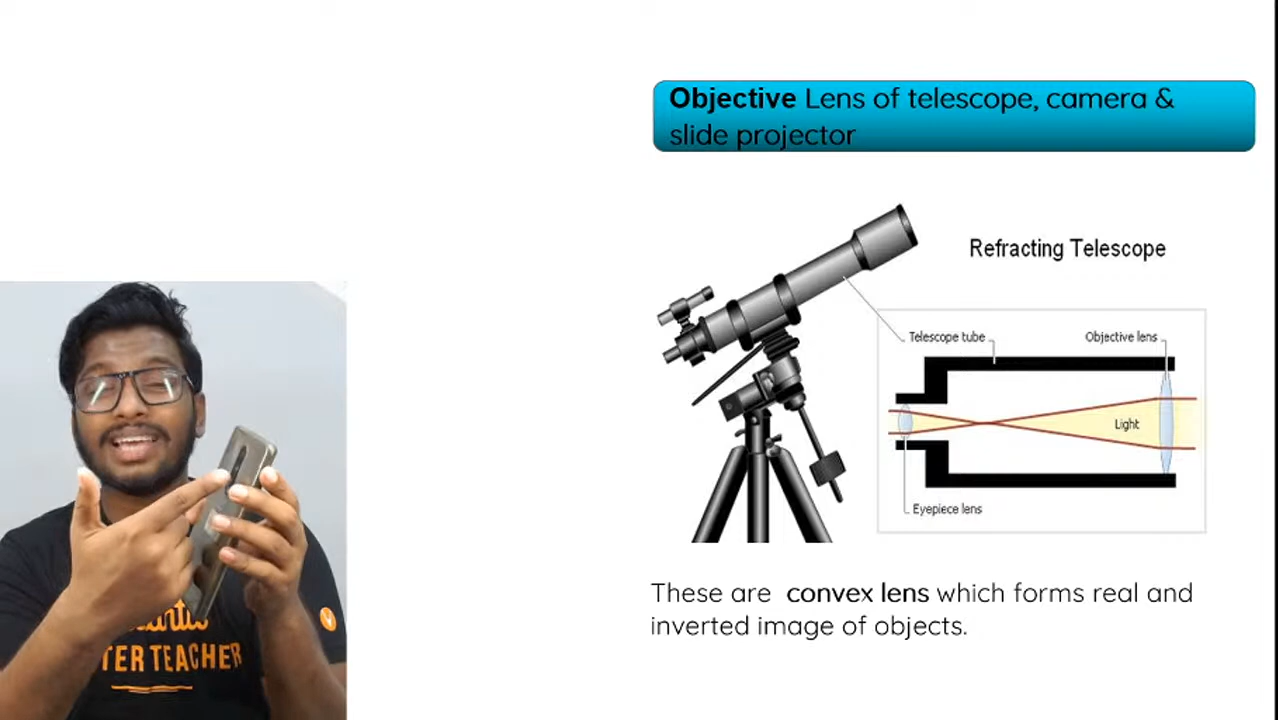 Objective Lens of telescope, camera &
slide projector
Refracting Telescope
Telescope tube
Objective lens
Light
Eyepiece lens
These are convex lens which forms real and
inverted image of objects.
TER TEACHER